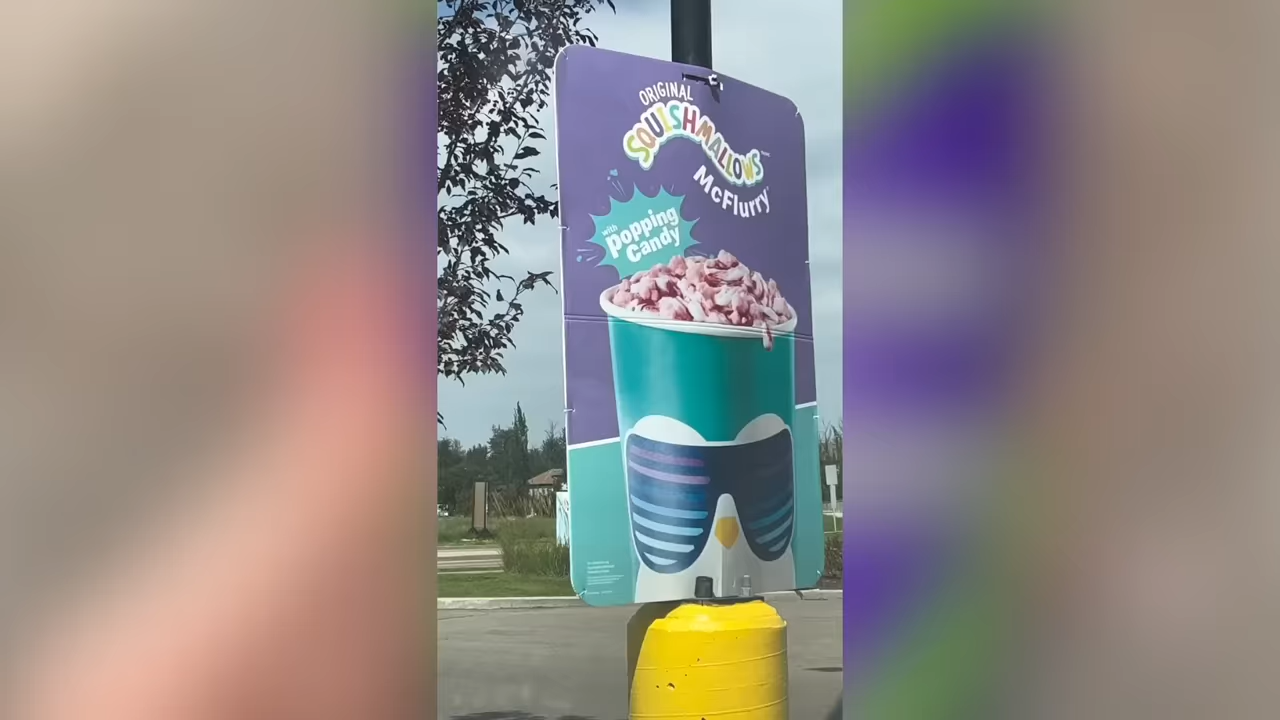 ORIGINAL
SQUISHMALLOWS
McFlurry
with
popping
candy